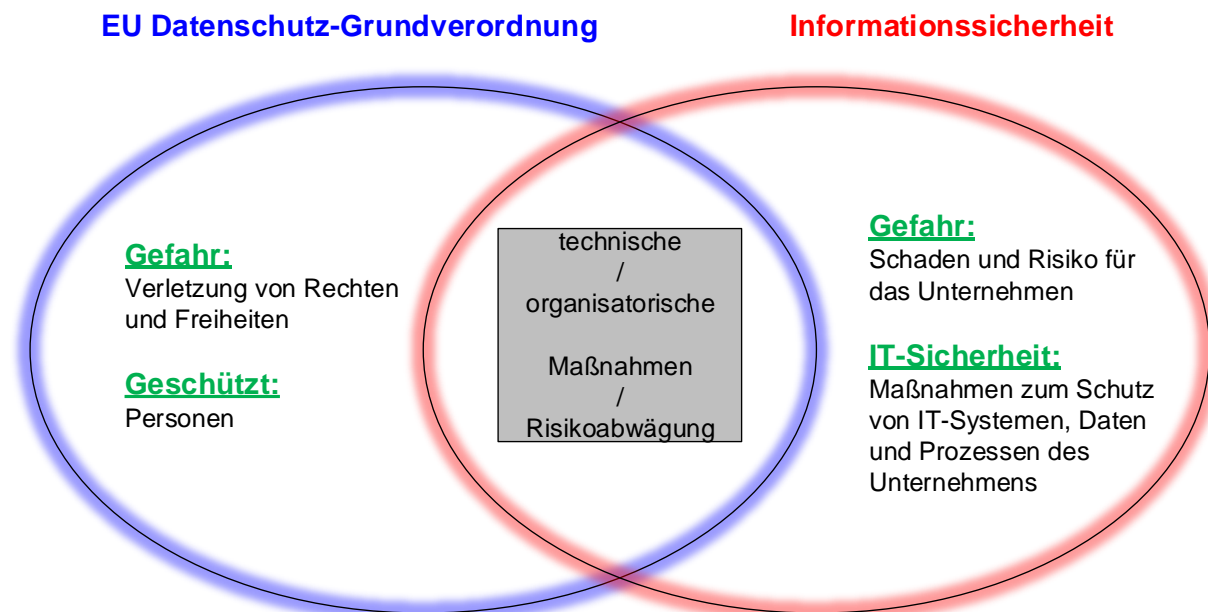 EU Datenschutz-Grundverordnung
Informationssicherheit
Gefahr:
Verletzung von Rechten
und Freiheiten
Geschützt:
Personen
technische
/
organisatorische
Maßnahmen
/
Risikoabwägung
Gefahr:
Schaden und Risiko für
das Unternehmen
IT-Sicherheit:
Maßnahmen zum Schutz
von IT-Systemen, Daten
und Prozessen des
Unternehmens